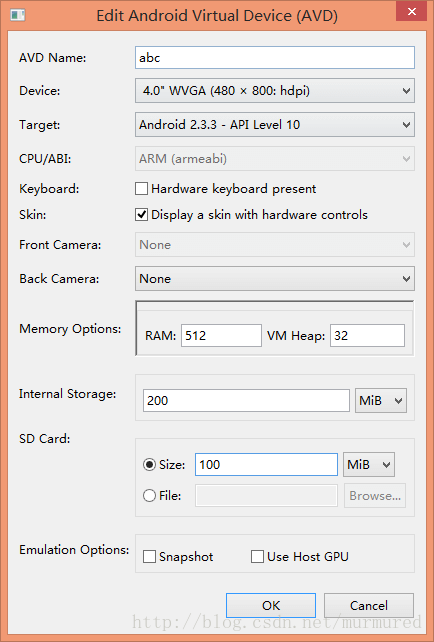 Edit Android Virtual Device (AVD)
AVD Name: abc
Device: 4.0" WVGA (480 × 800: hdpi)
Target: Android 2.3.3 - API Level 10
CPU/ABI: ARM (armeabi)
Keyboard: Hardware keyboard present
Skin: Display a skin with hardware controls
Front Camera: None
Back Camera: None
Memory Options: RAM: 512 VM Heap: 32
Internal Storage: 200 MiB
SD Card:
Size: 100 MiB
File: Browse...
Emulation Options: Snapshot Use Host GPU
OK Cancel
http://blog.csdn.net/murmured